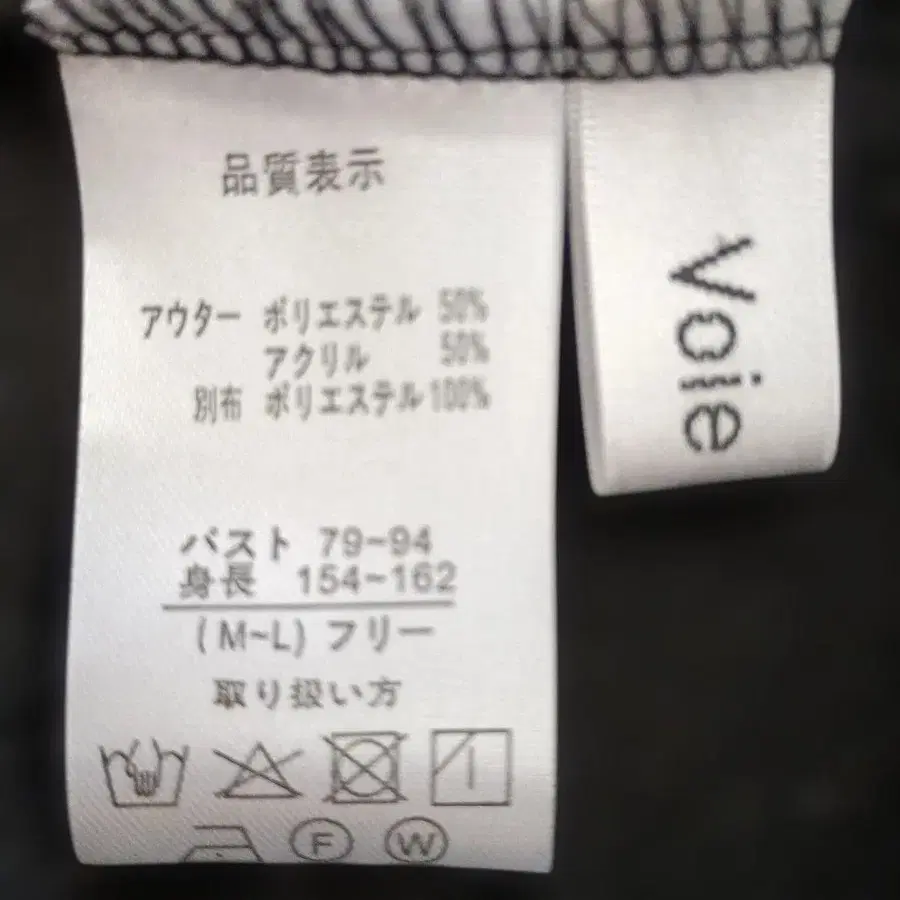 品質表示
アウター ポリエステル 50%
アクリル 50%
別布 ポリエステル 100%
バスト 79~94
身長 154~162
(M~L) フリー
取り扱い方
F W
Voie